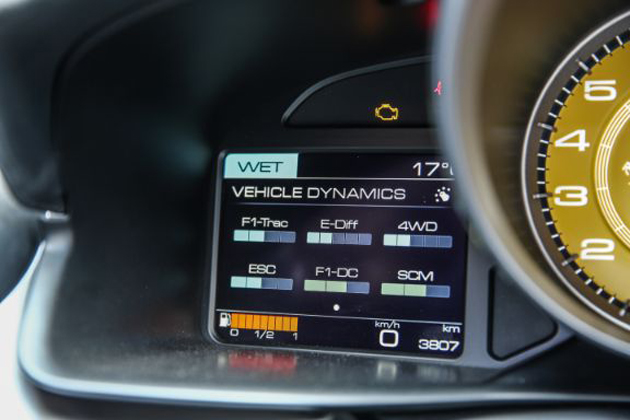 WET 17°
VEHICLE DYNAMICS
F1-Trac E-Diff 4WD
ESC F1-DC SCM
0 1/2 1
km/h km
0 3807
5
4
3
2